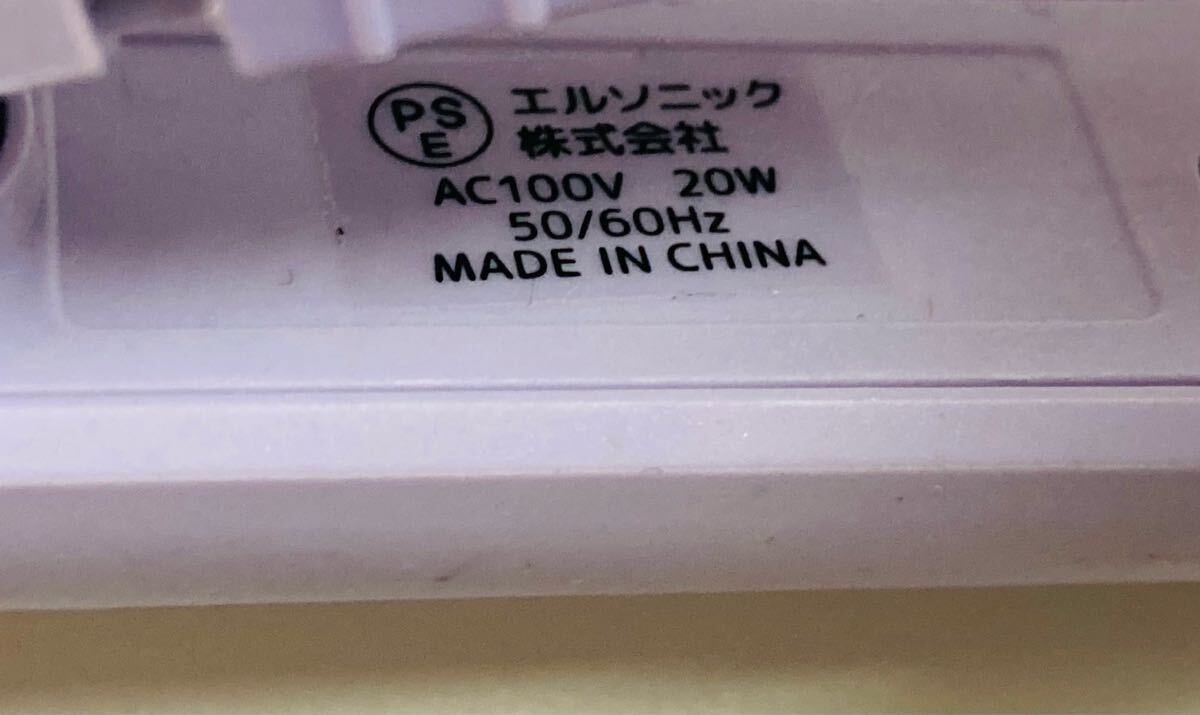 PS
E
エルソニック
株式会社
AC100V 20W
50/60Hz
MADE IN CHINA